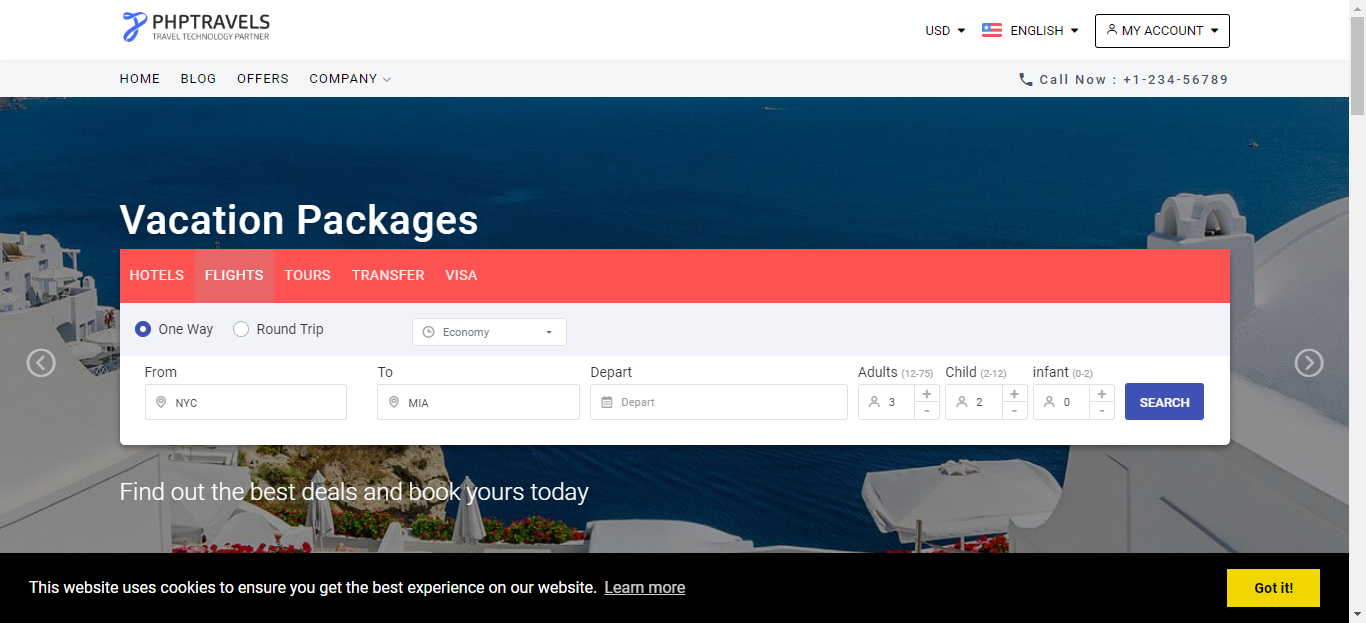 PHPTRAVELS
TRAVEL TECHNOLOGY PARTNER
USD
ENGLISH
MY ACCOUNT
HOME BLOG OFFERS COMPANY
Call Now : +1-234-56789
Vacation Packages
HOTELS FLIGHTS TOURS TRANSFER VISA
One Way Round Trip Economy
From To Depart Adults (12-75) Child (2-12) infant (0-2)
NYC MIA Depart 3 + - 2 + - 0 + - SEARCH
Find out the best deals and book yours today
This website uses cookies to ensure you get the best experience on our website. Learn more Got it!